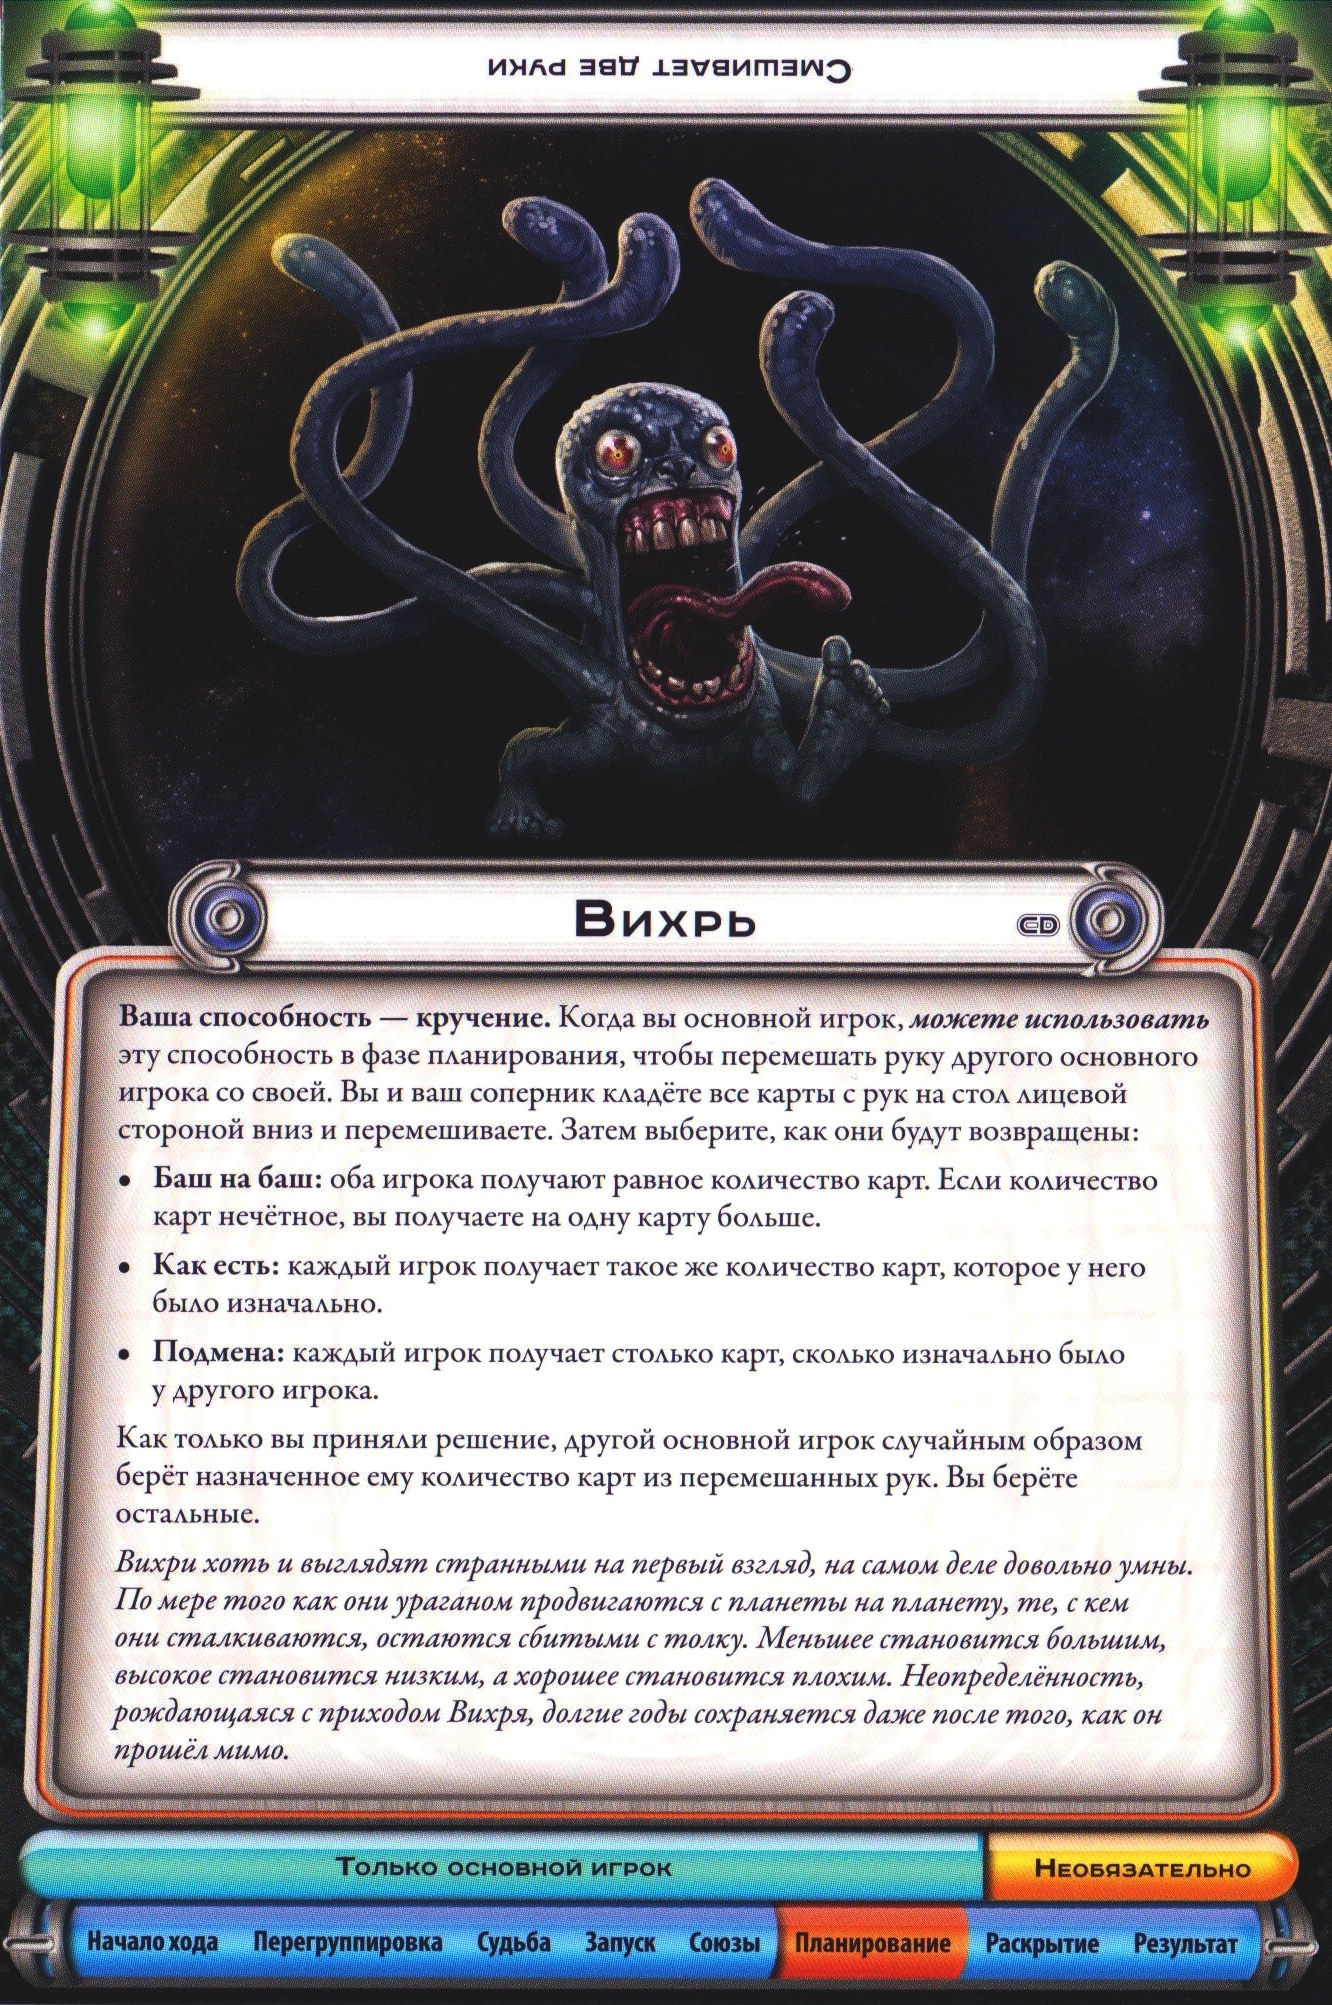 Смешивает две руки
Вихрь
CD
Ваша способность — кручение. Когда вы основной игрок, можете использовать
эту способность в фазе планирования, чтобы перемешать руку другого основного
игрока со своей. Вы и ваш соперник кладёте все карты с рук на стол лицевой
стороной вниз и перемешиваете. Затем выберите, как они будут возвращены:
• Баш на баш: оба игрока получают равное количество карт. Если количество
карт нечётное, вы получаете на одну карту больше.
• Как есть: каждый игрок получает такое же количество карт, которое у него
было изначально.
• Подмена: каждый игрок получает столько карт, сколько изначально было
у другого игрока.
Как только вы приняли решение, другой основной игрок случайным образом
берёт назначенное ему количество карт из перемешанных рук. Вы берёте
остальные.
Вихри хоть и выглядят странными на первый взгляд, на самом деле довольно умны.
По мере того как они ураганом продвигаются с планеты на планету, те, с кем
они сталкиваются, остаются сбитыми с толку. Меньшее становится большим,
высокое становится низким, а хорошее становится плохим. Неопределённость,
рождающаяся с приходом Вихря, долгие годы сохраняется даже после того, как он
прошёл мимо.
Только основной игрок Необязательно
Начало хода Перегруппировка Судьба Запуск Союзы Планирование Раскрытие Результат